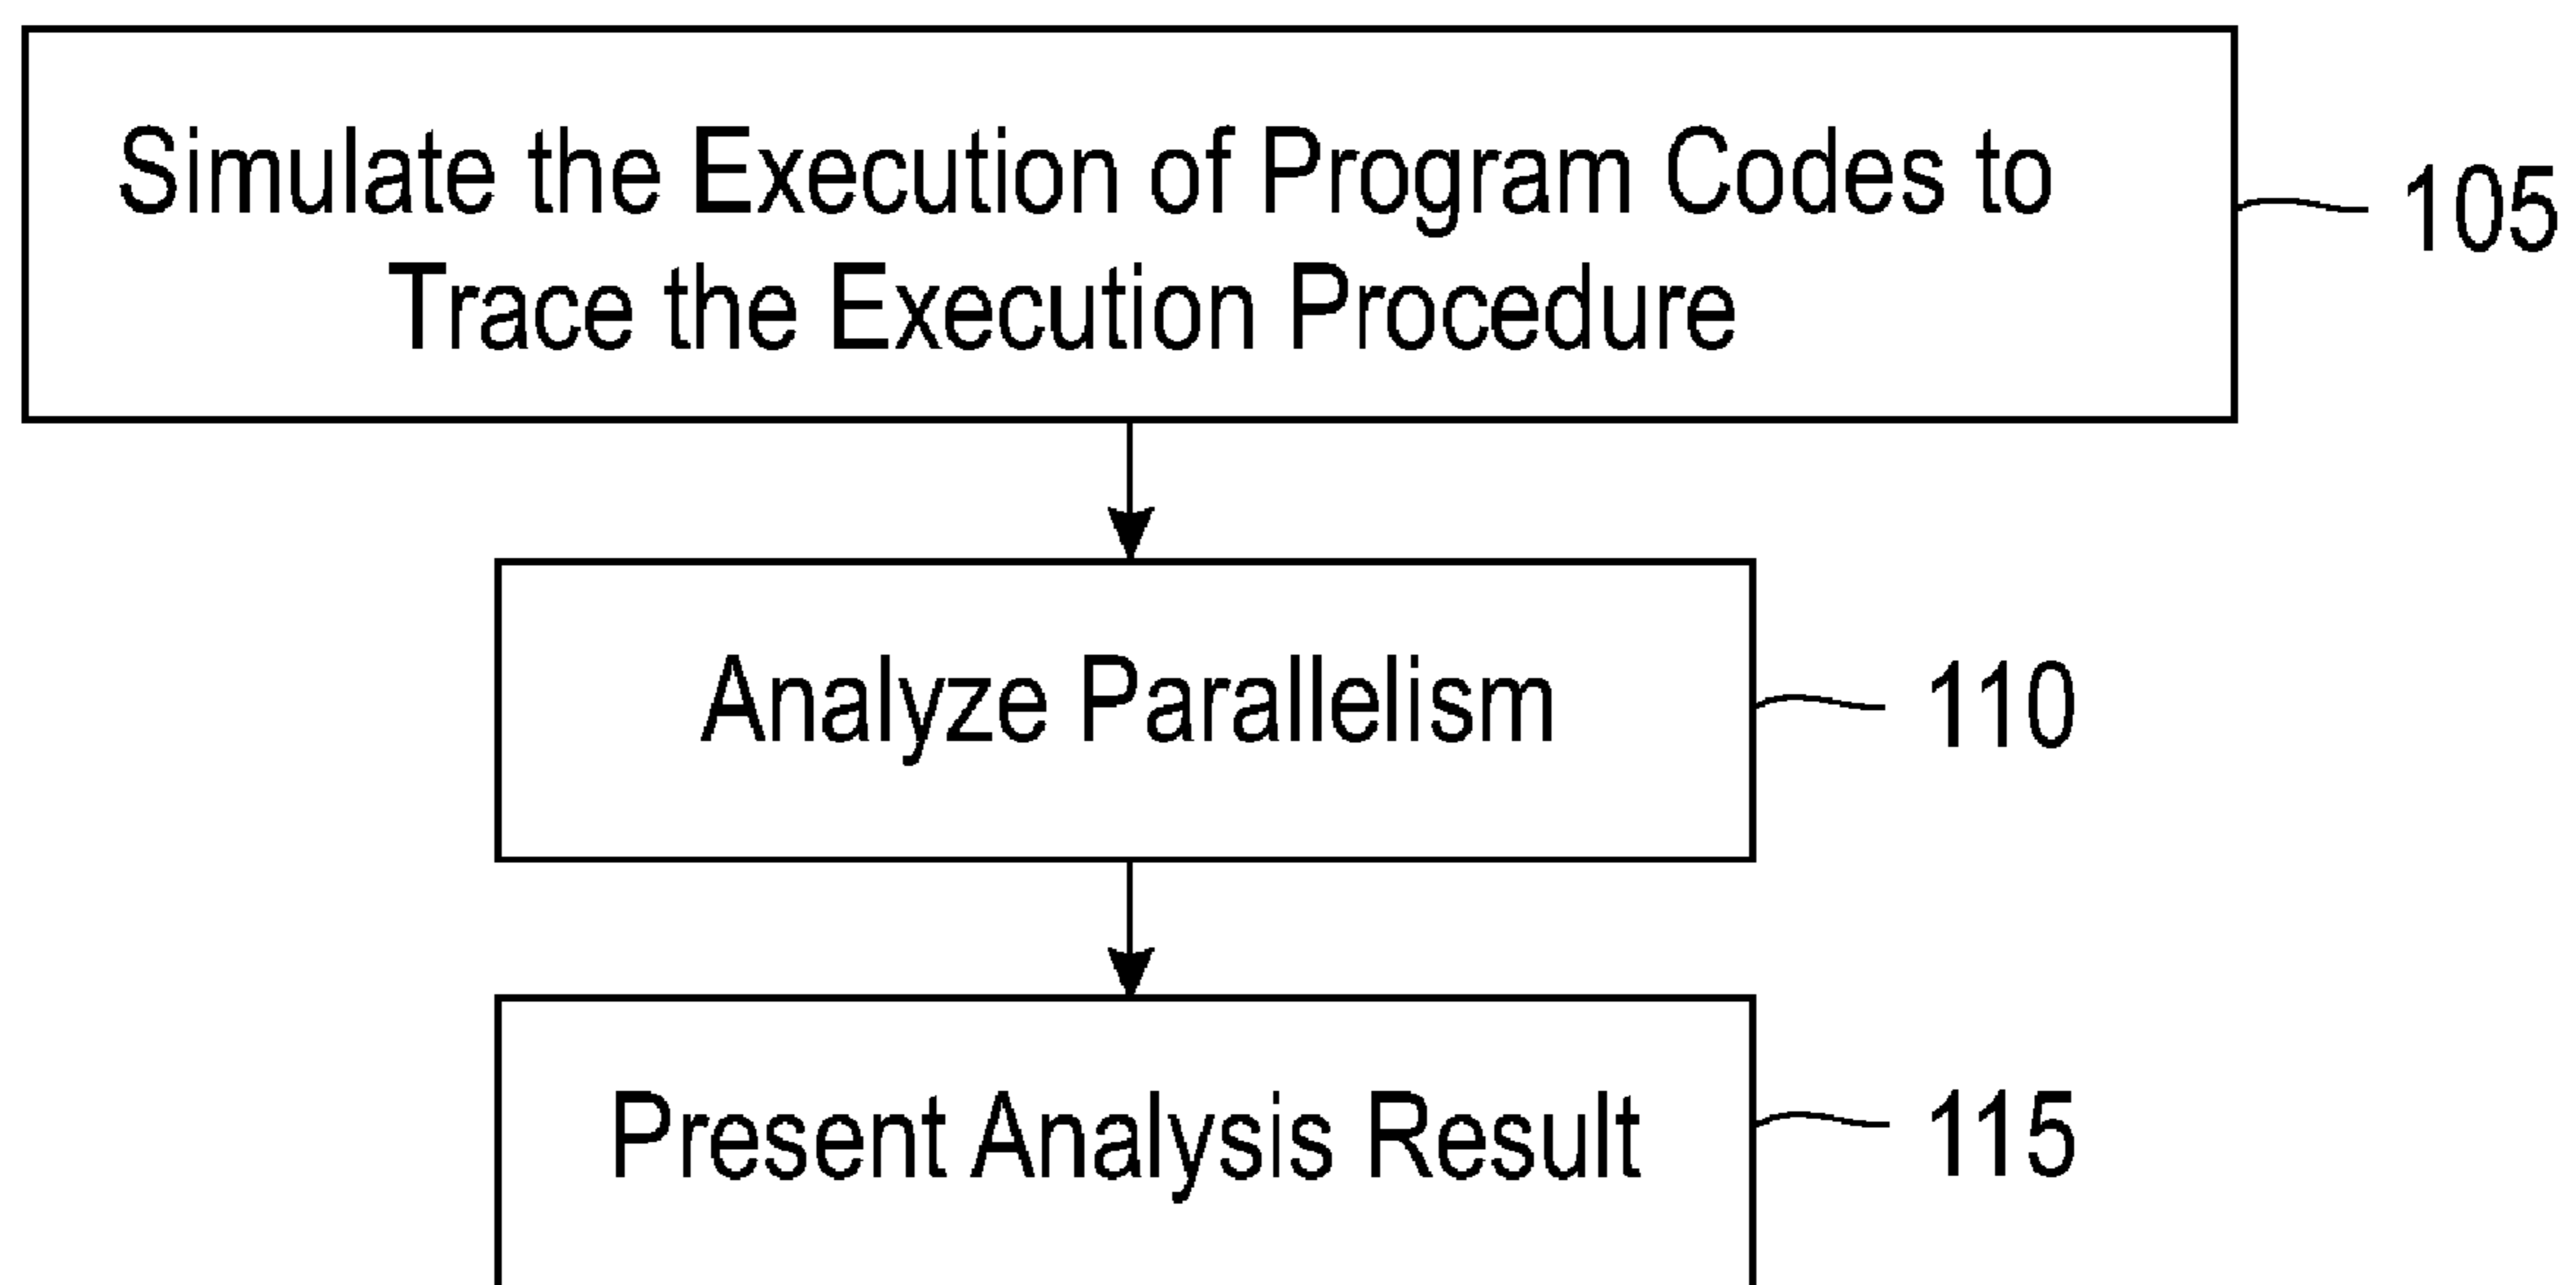 Simulate the Execution of Program Codes to
Trace the Execution Procedure
105
Analyze Parallelism
110
Present Analysis Result
115